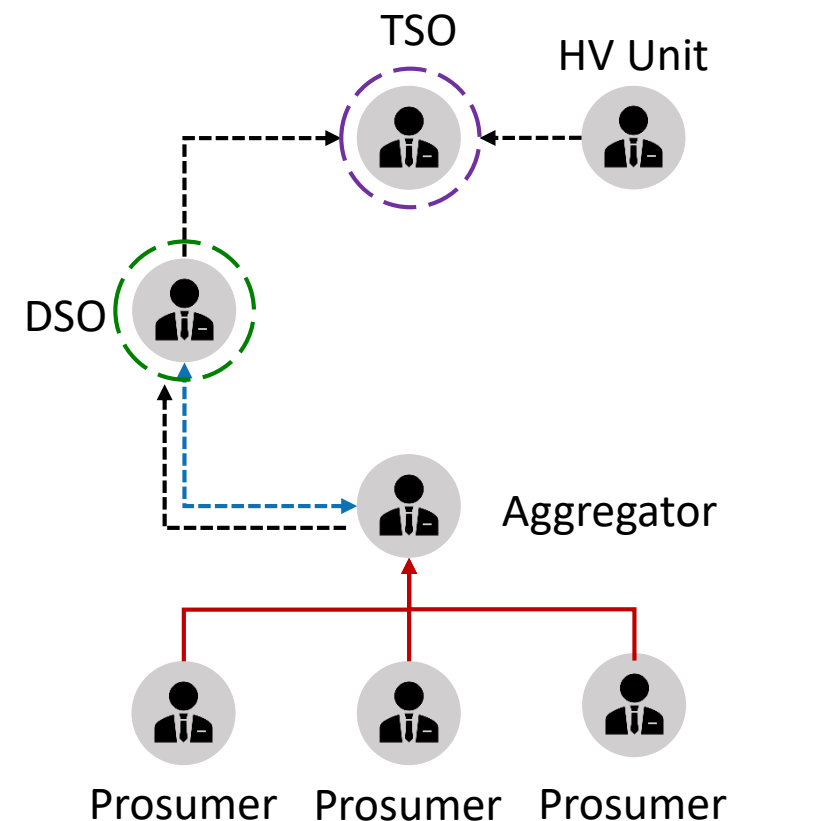 TSO
HV Unit
DSO
Aggregator
Prosumer
Prosumer
Prosumer